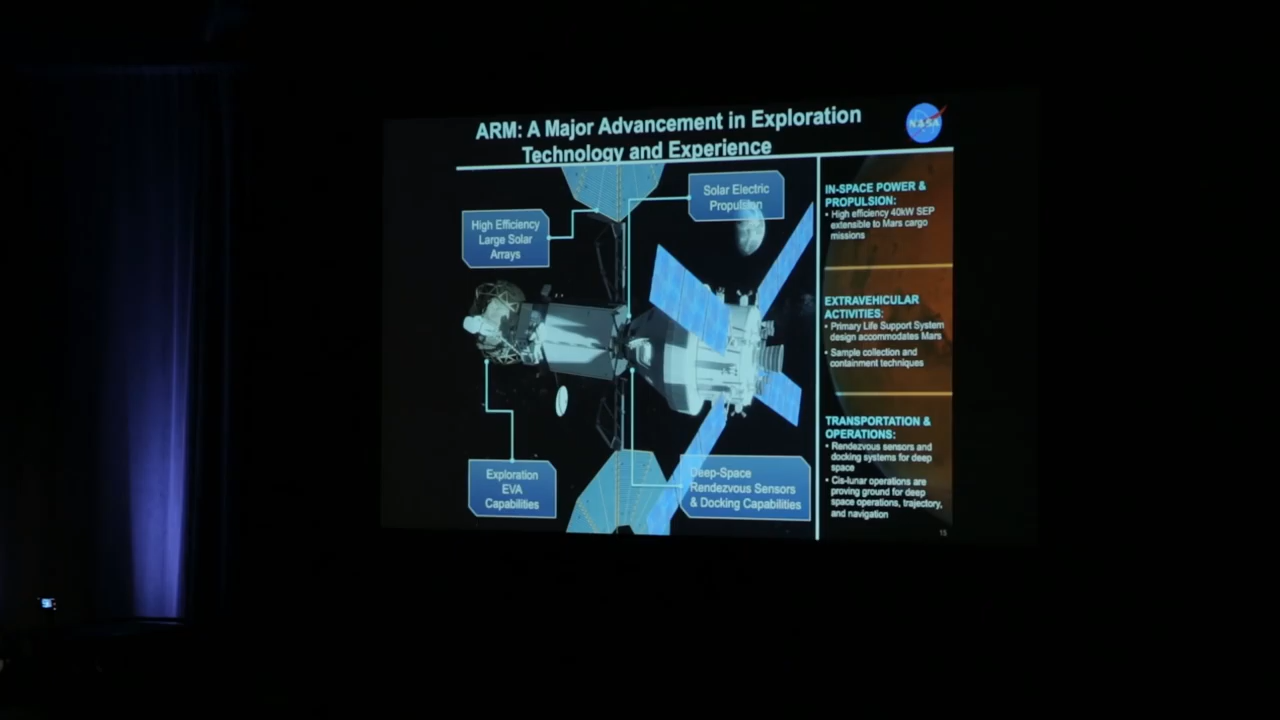 ARM: A Major Advancement in Exploration
Technology and Experience
NASA
Solar Electric
Propulsion
High Efficiency
Large Solar
Arrays
Exploration
EVA
Capabilities
Deep-Space
Rendezvous Sensors
& Docking Capabilities
IN-SPACE POWER &
PROPULSION:
• High efficiency 40kW SEP
extensible to Mars cargo
missions
EXTRAVEHICULAR
ACTIVITIES:
• Primary Life Support System
design accommodates Mars
• Sample collection and
containment techniques
TRANSPORTATION &
OPERATIONS:
• Rendezvous sensors and
docking systems for deep
space
• Cis-lunar operations are
proving ground for deep
space operations, trajectory,
and navigation
15